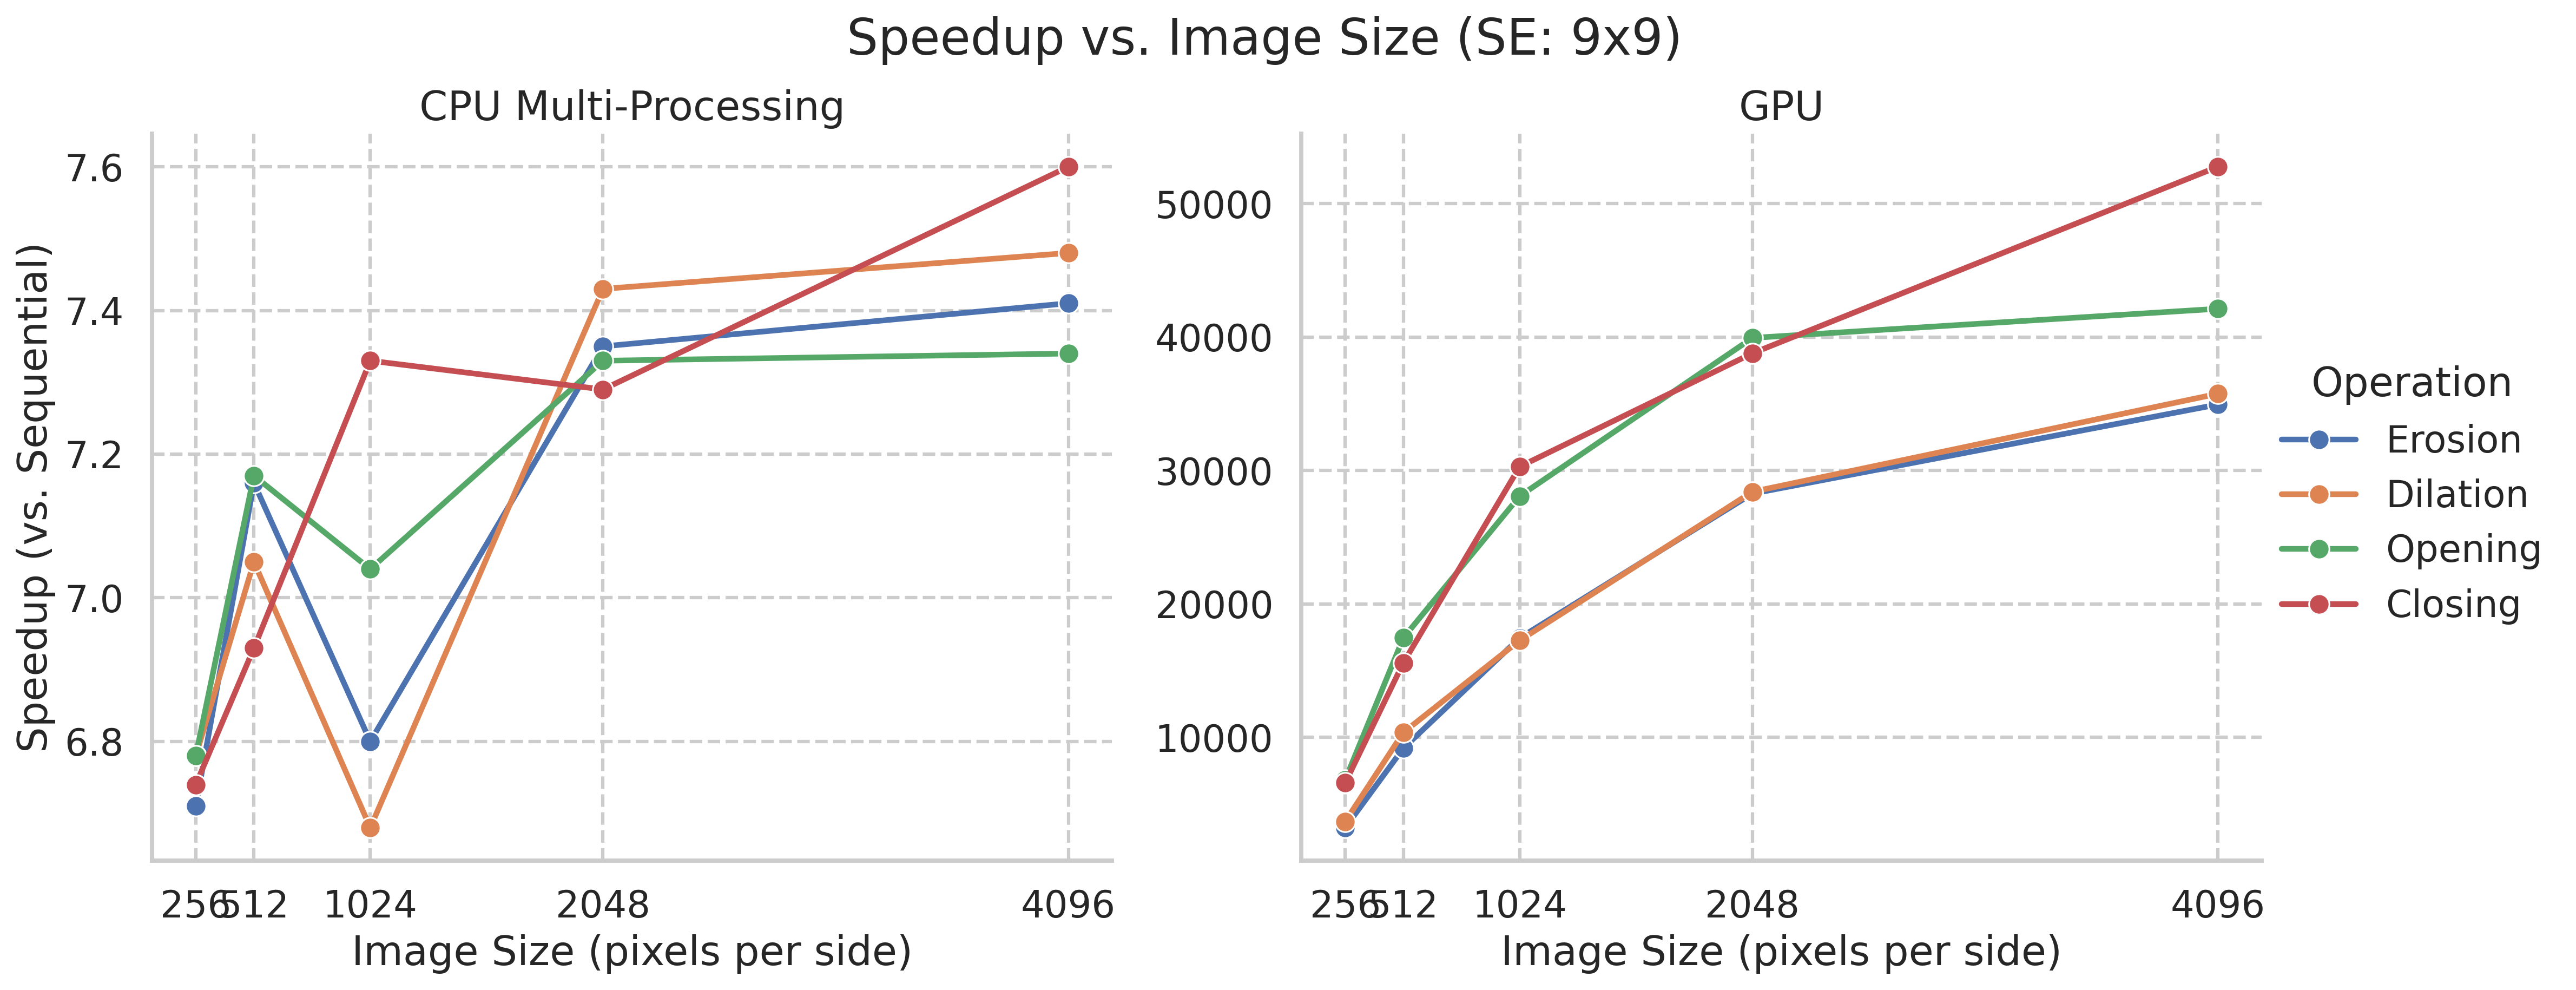 Speedup vs. Image Size (SE: 9x9)
CPU Multi-Processing
Speedup (vs. Sequential)
7.6
7.4
7.2
7.0
6.8
256 512 1024 2048 4096
Image Size (pixels per side)
GPU
50000
40000
30000
20000
10000
256 512 1024 2048 4096
Image Size (pixels per side)
Operation
Erosion
Dilation
Opening
Closing